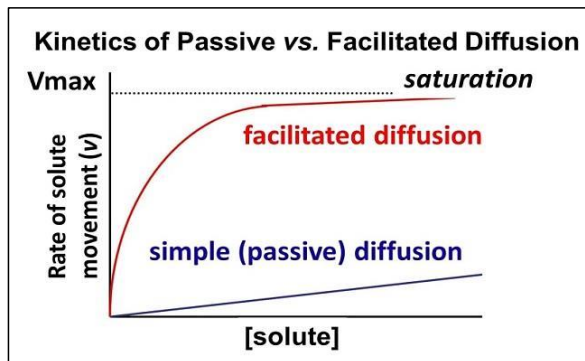 Kinetics of Passive vs. Facilitated Diffusion
Vmax
saturation
facilitated diffusion
Rate of solute
movement (v)
simple (passive) diffusion
[solute]